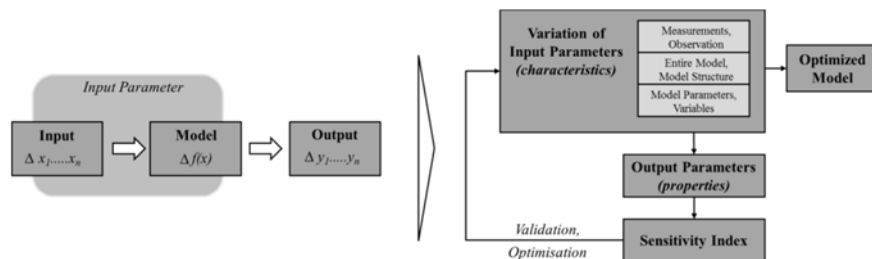 Input Parameter
Input
Δ x₁.....xₙ
Model
Δ f(x)
Output
Δ y₁.....yₙ
Variation of
Input Parameters
(characteristics)
Measurements,
Observation
Entire Model,
Model Structure
Model Parameters,
Variables
Optimized
Model
Output Parameters
(properties)
Validation,
Optimisation
Sensitivity Index